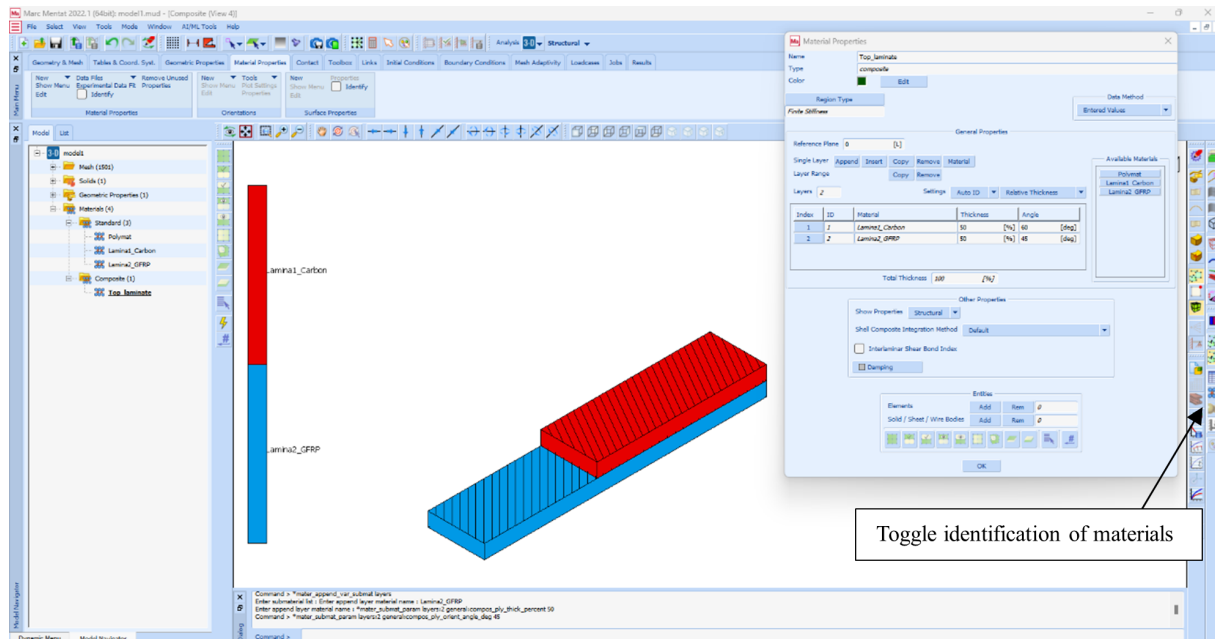 Marc Mentat 2022.1 (64bit): model1.mud - [Composite (View 4)]
File Select View Tools Mode Window AI/ML Tools Help
Analysis 3-D Structural
Geometry & Mesh Tables & Coord. Syst. Geometric Properties Material Properties Contact Toolbox Links Initial Conditions Boundary Conditions Mesh Adaptivity Loadcases Jobs Results
New Data Files Remove Unused New Tools New Properties
Show Menu Experimental Data Fit Properties Show Menu Plot Settings Show Menu Identify
Edit Identify Edit Properties Edit
Material Properties Orientations Surface Properties
Main Menu
Model List
3-D model1
Mesh (1501)
Solids (1)
Geometric Properties (1)
Materials (4)
Standard (3)
Polymat
Lamina1_Carbon
Lamina2_GFRP
Composite (1)
Top_laminate
Model Navigator
Dynamic Menu Model Navigator
amina1_Carbon
amina2_GFRP
Material Properties
Name Top_laminate
Type composite
Color Edit
Region Type
Finite Stiffness
Data Method
Entered Values
General Properties
Reference Plane 0 [L]
Single Layer Append Insert Copy Remove Material
Layer Range Copy Remove
Layers 2 Settings Auto ID Relative Thickness
Available Materials
Polymat
Lamina1_Carbon
Lamina2_GFRP
Index ID Material Thickness Angle
1 1 Lamina1_Carbon 50 [%] 60 [deg]
2 2 Lamina2_GFRP 50 [%] 45 [deg]
Total Thickness 100 [%]
Other Properties
Show Properties Structural
Shell Composite Integration Method Default
Interlaminar Shear Bond Index
Damping
Entities
Elements Add Rem 0
Solid / Sheet / Wire Bodies Add Rem 0
OK
Toggle identification of materials
Command > *mater_append_var_submat layers
Enter submaterial list : Enter append layer material name : Lamina2_GFRP
Enter append layer material name : *mater_submat_param layers:2 general:compos_ply_thick_percent 50
Command > *mater_submat_param layers:2 general:compos_ply_orient_angle_deg 45
Command >